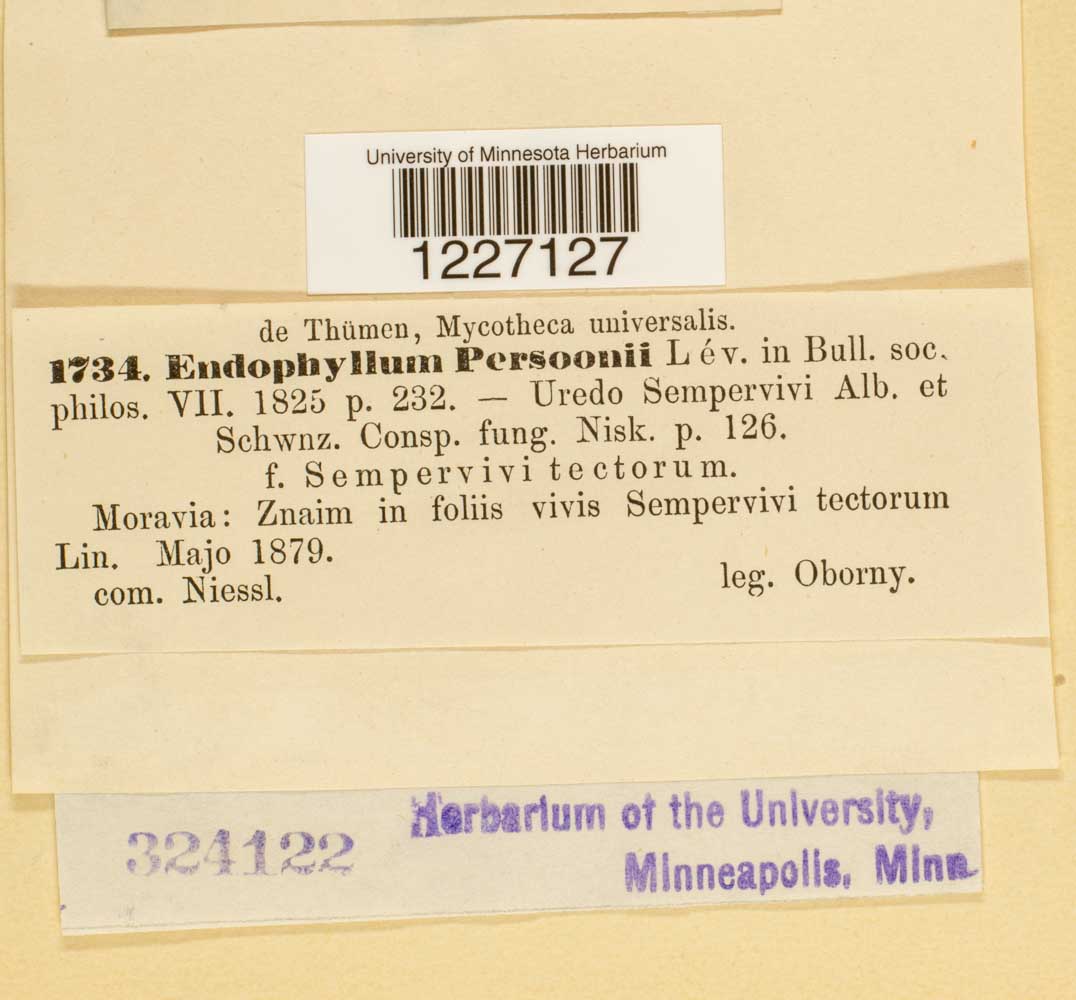 University of Minnesota Herbarium
1227127
de Thümen, Mycotheca universalis.
1734. Endophyllum Persoonii Lév. in Bull. soc.
philos. VII. 1825 p. 232. — Uredo Sempervivi Alb. et
Schwnz. Consp. fung. Nisk. p. 126.
f. Sempervivi tectorum.
Moravia: Znaim in foliis vivis Sempervivi tectorum
Lin. Majo 1879.
com. Niessl. leg. Oborny.
Herbarium of the University,
324122
Minneapolis, Minn.